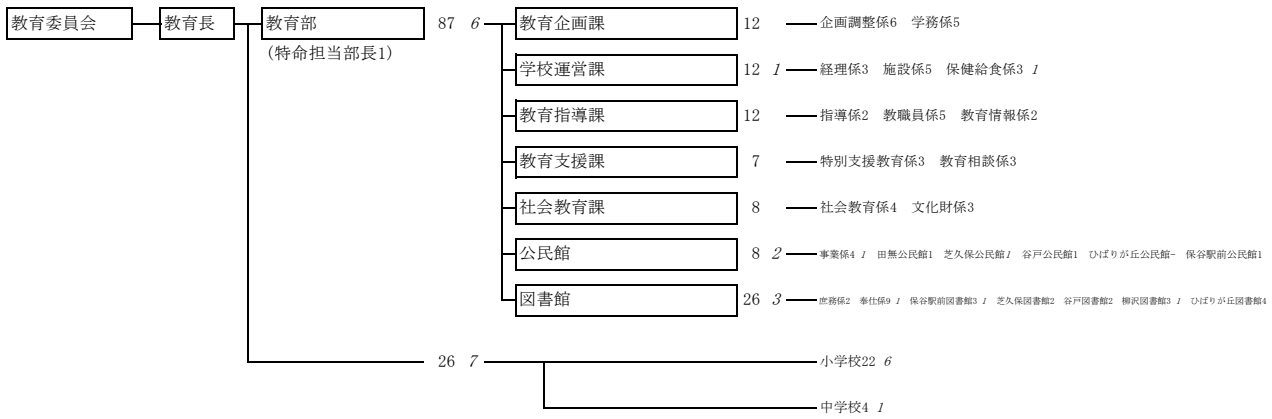 教育委員会 教育長 教育部 87 6 教育企画課 12 企画調整係6 学務係5
(特命担当部長1)
学校運営課 12 1 経理係3 施設係5 保健給食係3 1
教育指導課 12 指導係2 教職員係5 教育情報係2
教育支援課 7 特別支援教育係3 教育相談係3
社会教育課 8 社会教育係4 文化財係3
公民館 8 2 事業係4 1 田無公民館1 芝久保公民館1 谷戸公民館1 ひばりが丘公民館- 保谷駅前公民館1
図書館 26 3 庶務係2 奉仕係9 1 保谷駅前図書館3 1 芝久保図書館2 谷戸図書館2 柳沢図書館3 1 ひばりが丘図書館4
26 7 小学校22 6
中学校4 1